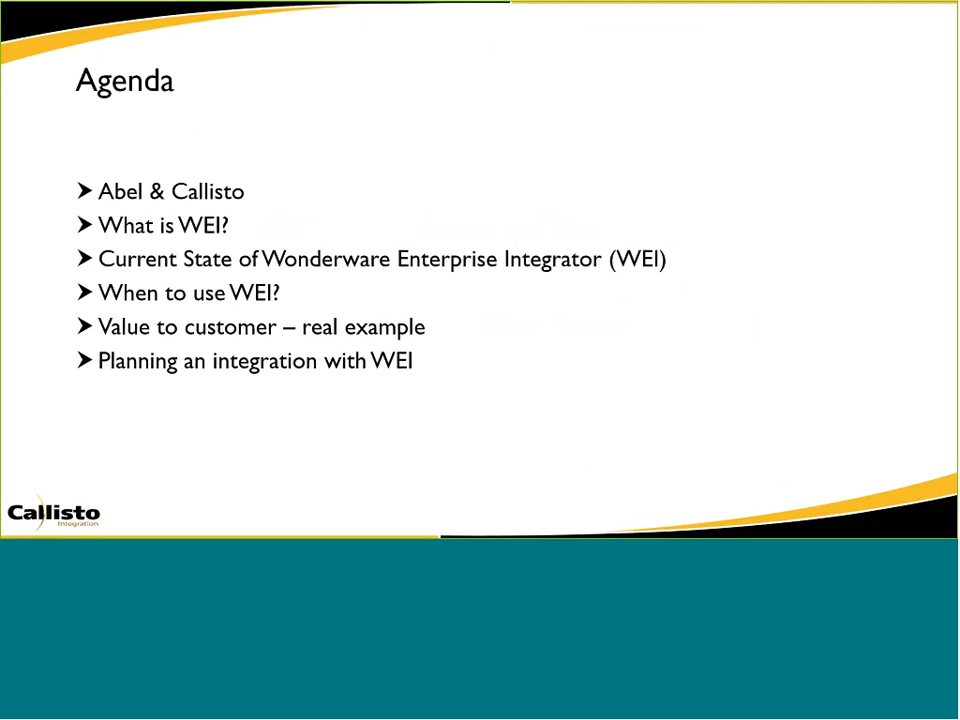 Agenda
Abel & Callisto
What is WEI?
Current State of Wonderware Enterprise Integrator (WEI)
When to use WEI?
Value to customer – real example
Planning an integration with WEI
Callisto
Integration